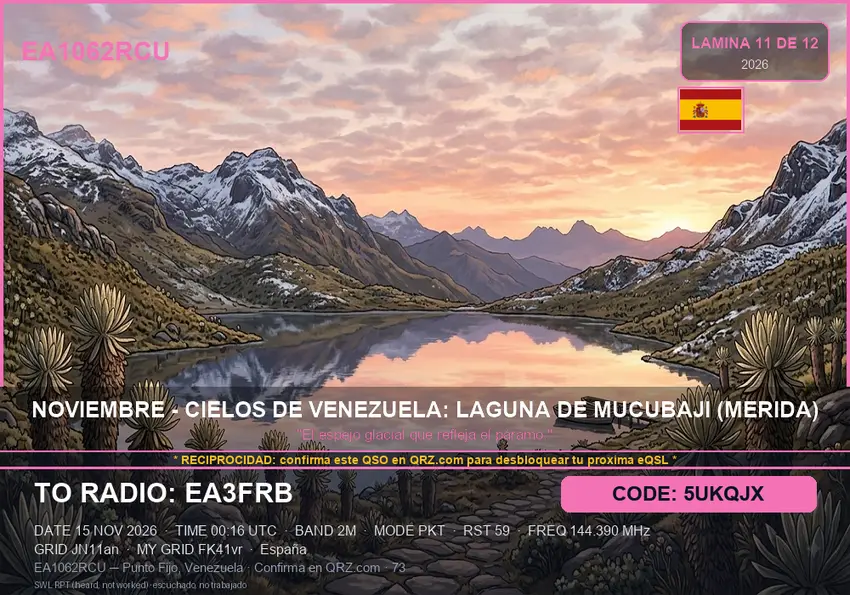 EA1062RCU
LAMINA 11 DE 12
2026
NOVIEMBRE - CIELOS DE VENEZUELA: LAGUNA DE MUCUBAJI (MERIDA)
"El espejo glacial que refleja el paramo."
* RECIPROCIDAD: confirma este QSO en QRZ.com para desbloquear tu proxima eQSL *
TO RADIO: EA3FRB
CODE: 5UKQJX
DATE 15 NOV 2026 · TIME 00:16 UTC · BAND 2M · MODE PKT · RST 59 · FREQ 144.390 MHz
GRID JN11an · MY GRID FK41vr · España
EA1062RCU — Punto Fijo, Venezuela · Confirma en QRZ.com · 73
SWL RPT (heard, not worked) · escuchado, no trabajado